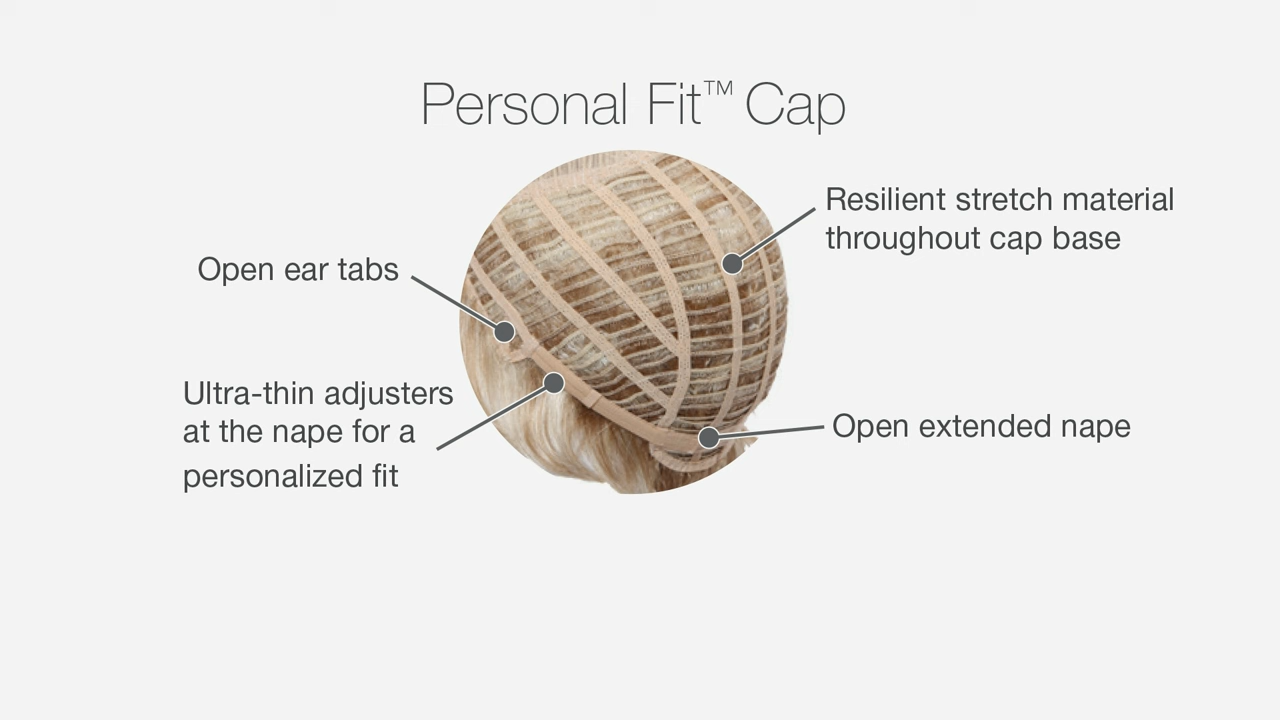 Personal Fit™ Cap
Resilient stretch material
throughout cap base
Open ear tabs
Ultra-thin adjusters
at the nape for a
personalized fit
Open extended nape